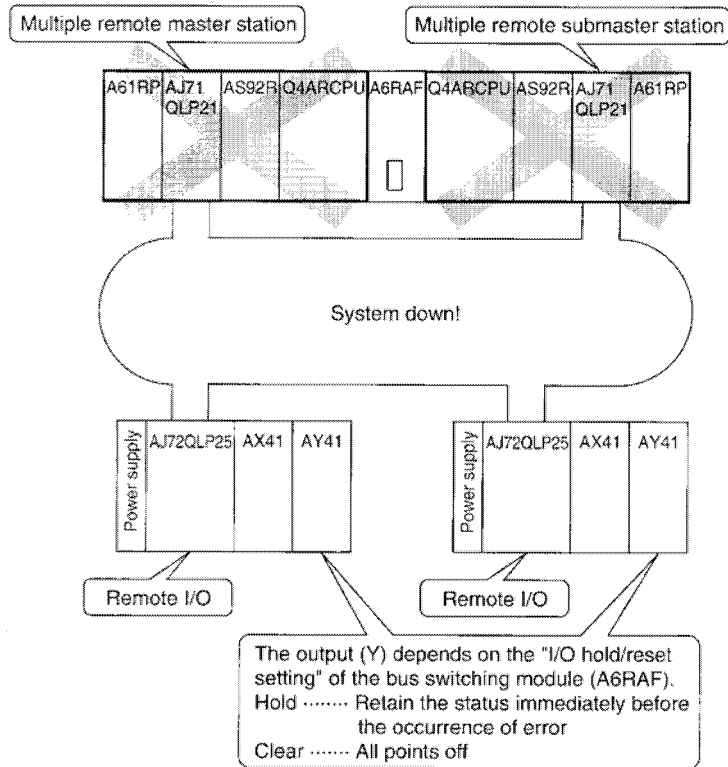 Multiple remote master station
Multiple remote submaster station
A61RP
AJ71
QLP21
AS92R
Q4ARCPU
A6RAF
Q4ARCPU
AS92R
AJ71
QLP21
A61RP
System down!
Power supply
AJ72QLP25
AX41
AY41
Power supply
AJ72QLP25
AX41
AY41
Remote I/O
Remote I/O
The output (Y) depends on the "I/O hold/reset
setting" of the bus switching module (A6RAF).
Hold ········ Retain the status immediately before
the occurrence of error
Clear ······· All points off